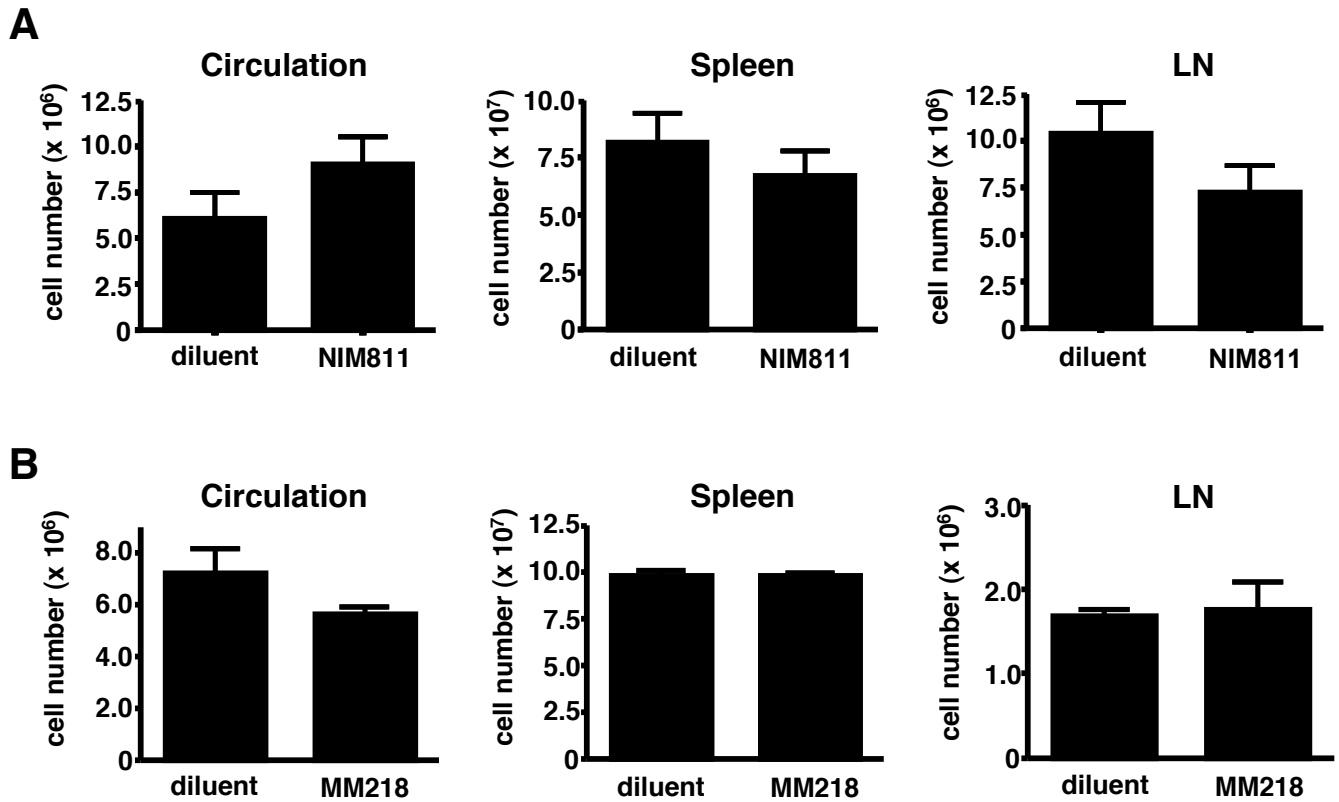 A
Circulation
cell number (x 10⁶)
12.5
10.0
7.5
5.0
2.5
0
diluent NIM811
Spleen
cell number (x 10⁷)
10.0
7.5
5.0
2.5
0
diluent NIM811
LN
cell number (x 10⁶)
12.5
10.0
7.5
5.0
2.5
0
diluent NIM811
B
Circulation
cell number (x 10⁶)
8.0
6.0
4.0
2.0
0
diluent MM218
Spleen
cell number (x 10⁷)
12.5
10.0
7.5
5.0
2.5
0
diluent MM218
LN
cell number (x 10⁶)
3.0
2.0
1.0
0
diluent MM218